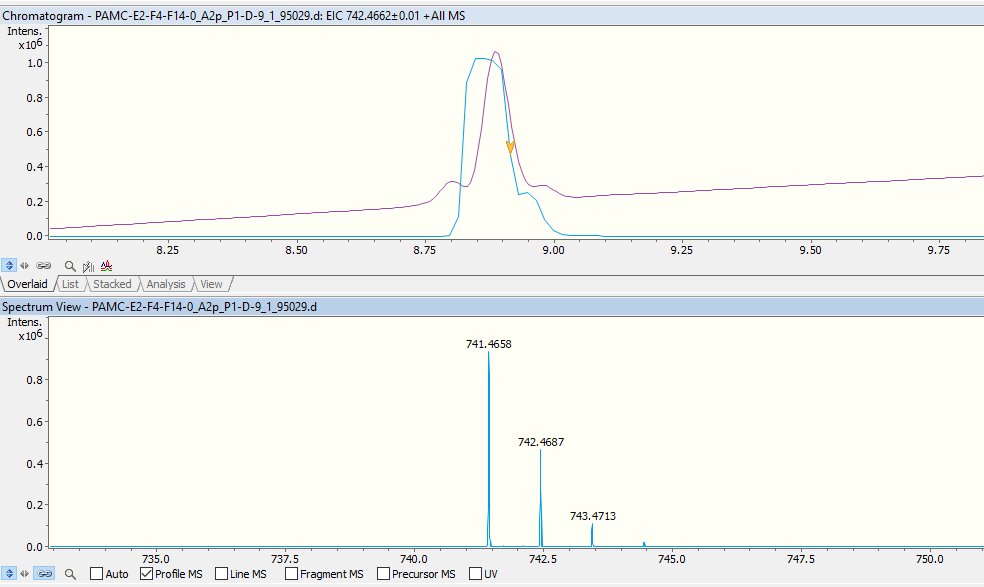 Chromatogram - PAMC-E2-F4-F14-0_A2p_P1-D-9_1_95029.d: EIC 742.4662±0.01 +All MS
Intens.
x10⁶
1.0
0.8
0.6
0.4
0.2
0.0
8.25 8.50 8.75 9.00 9.25 9.50 9.75
Overlaid List Stacked Analysis View
Spectrum View - PAMC-E2-F4-F14-0_A2p_P1-D-9_1_95029.d
Intens.
x10⁶
741.4658
0.8
0.6
742.4687
0.4
743.4713
0.2
0.0
735.0 737.5 740.0 742.5 745.0 747.5 750.0
Auto Profile MS Line MS Fragment MS Precursor MS UV